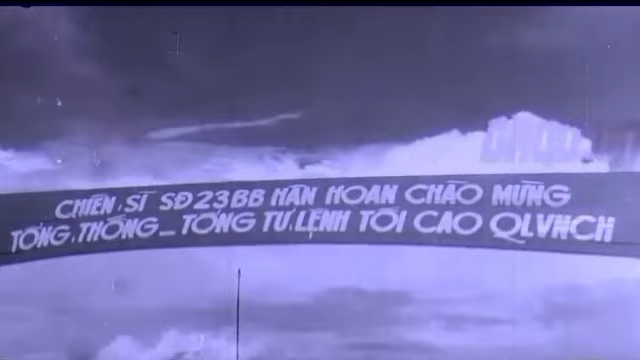 CHIẾN SĨ SĐ23BB HÂN HOAN CHÀO MỪNG
TỔNG THỐNG _ TỔNG TƯ LỆNH TỐI CAO QLVNCH